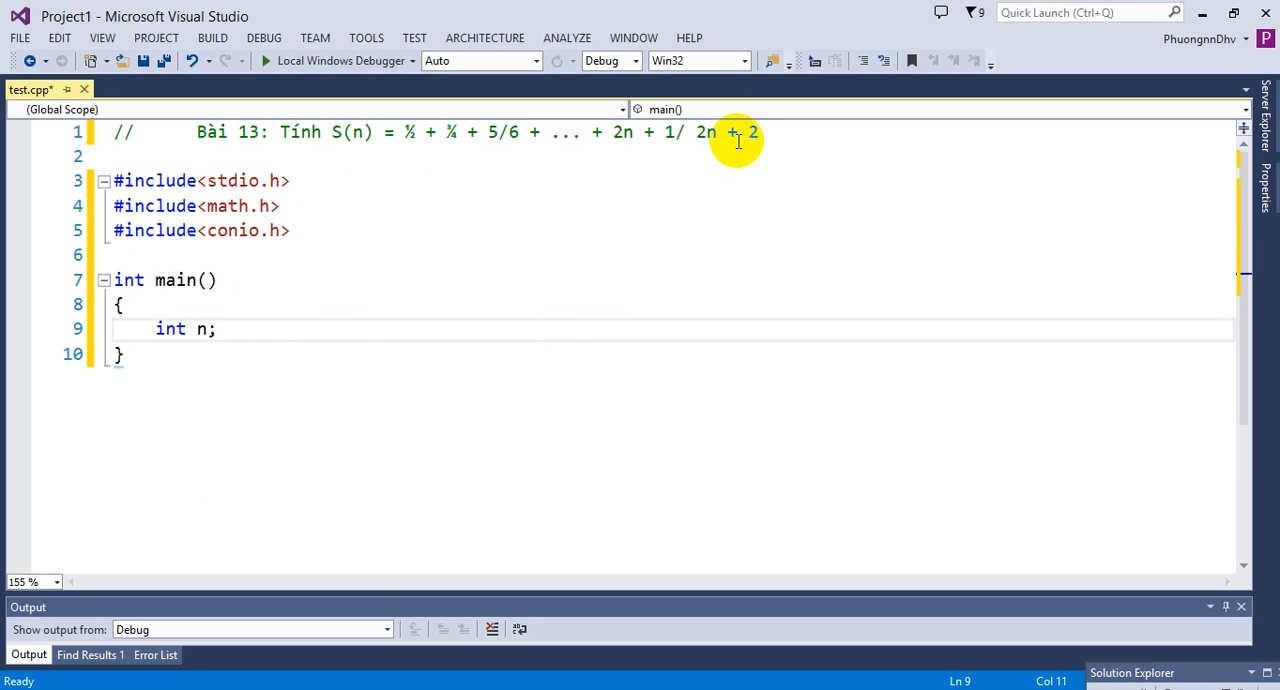 Project1 - Microsoft Visual Studio
9
Quick Launch (Ctrl+Q)
FILE EDIT VIEW PROJECT BUILD DEBUG TEAM TOOLS TEST ARCHITECTURE ANALYZE WINDOW HELP
PhuongnnDhv
P
Local Windows Debugger
Auto
Debug
Win32
test.cpp*
(Global Scope)
main()
1 // Bài 13: Tính S(n) = ½ + ¾ + 5/6 + ... + 2n + 1/ 2n + 2
2
3 #include<stdio.h>
4 #include<math.h>
5 #include<conio.h>
6
7 int main()
8 {
9 int n;
10 }
Server Explorer
Properties
155 %
Output
Show output from: Debug
Output Find Results 1 Error List
Solution Explorer
Ready
Ln 9
Col 11